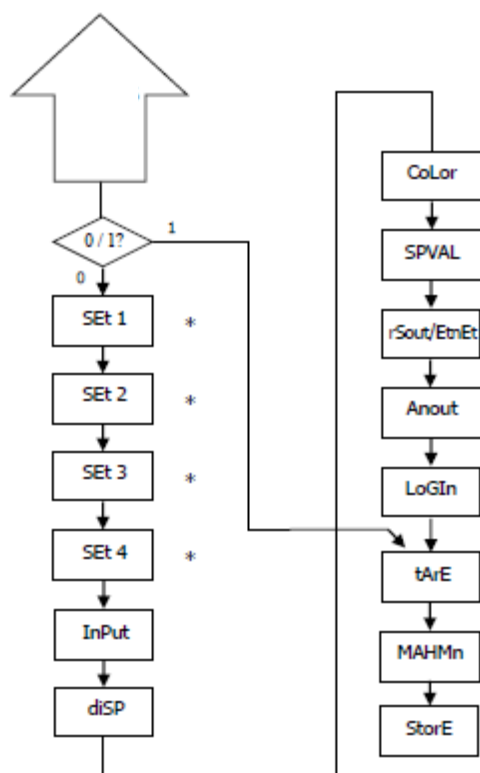 0 / 1?
1
0
SEt 1
*
SEt 2
*
SEt 3
*
SEt 4
*
InPut
diSP
CoLor
SPVAL
rSout/EtnEt
Anout
LoGIn
tArE
MAHMn
StorE